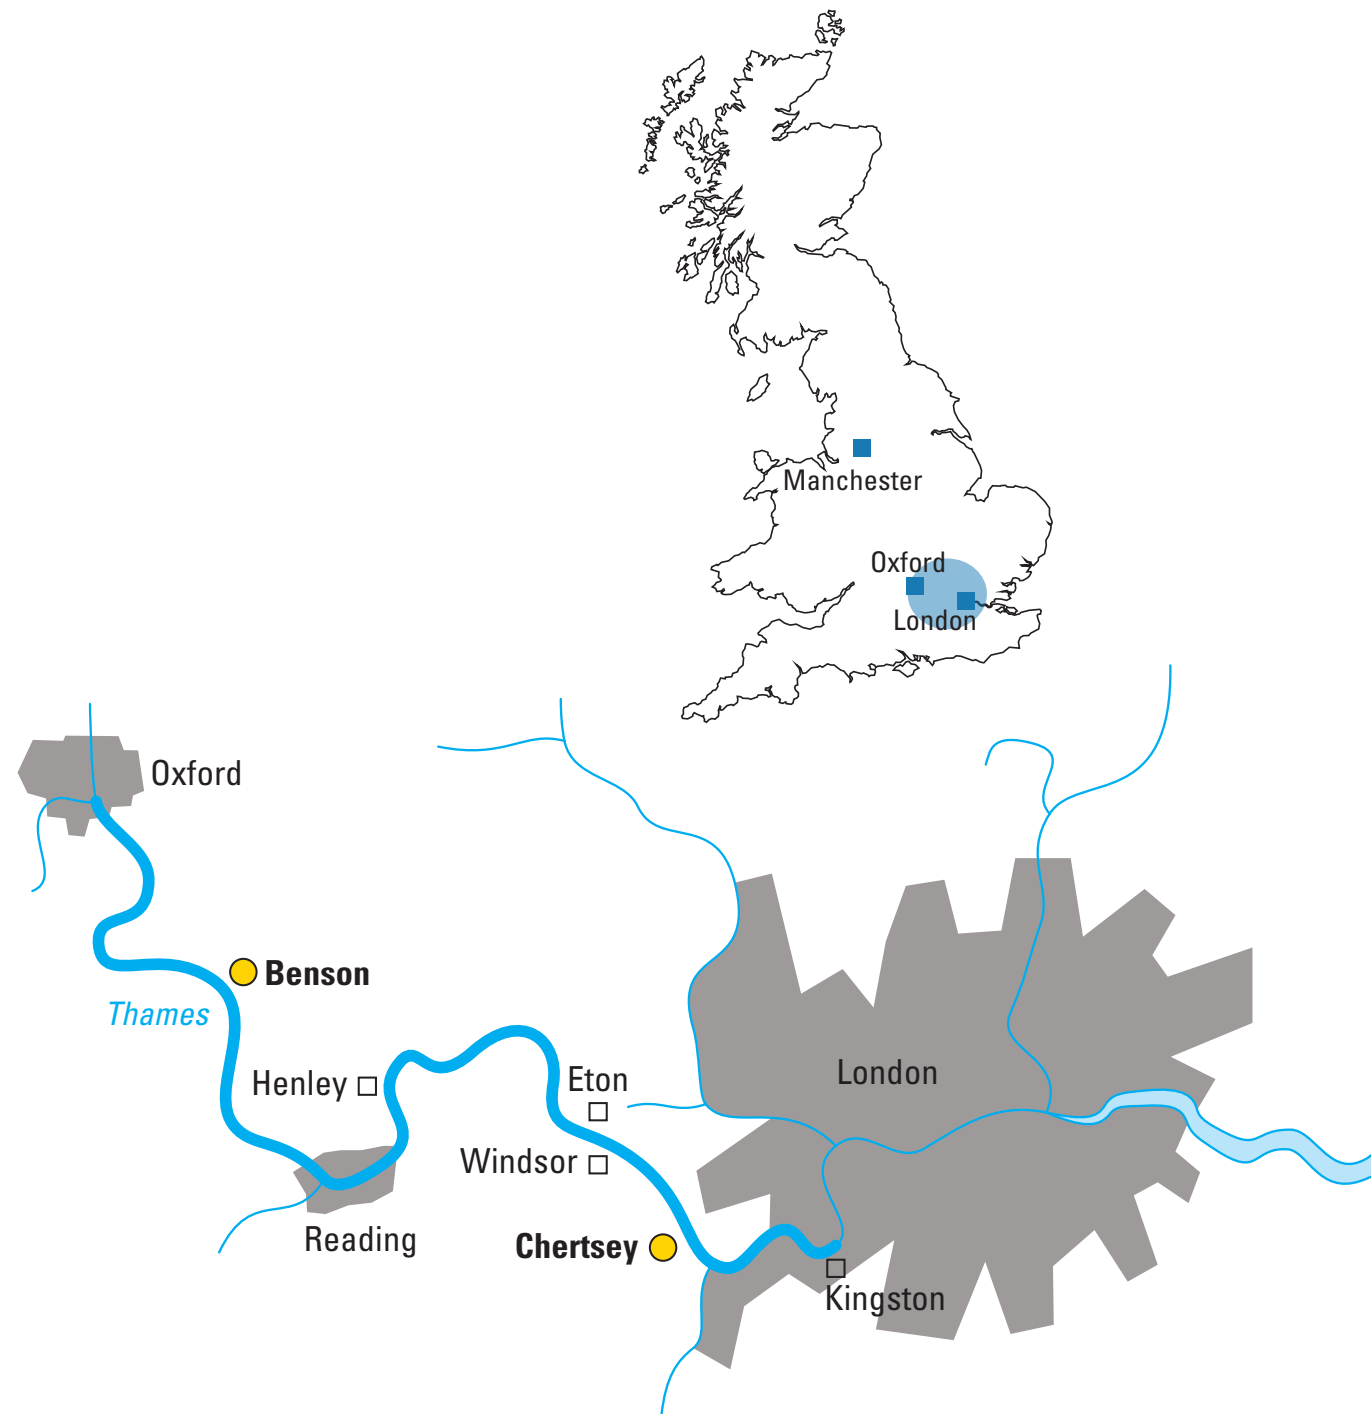 Manchester
Oxford
London
Oxford
Benson
Thames
Henley
Eton
London
Windsor
Reading
Chertsey
Kingston